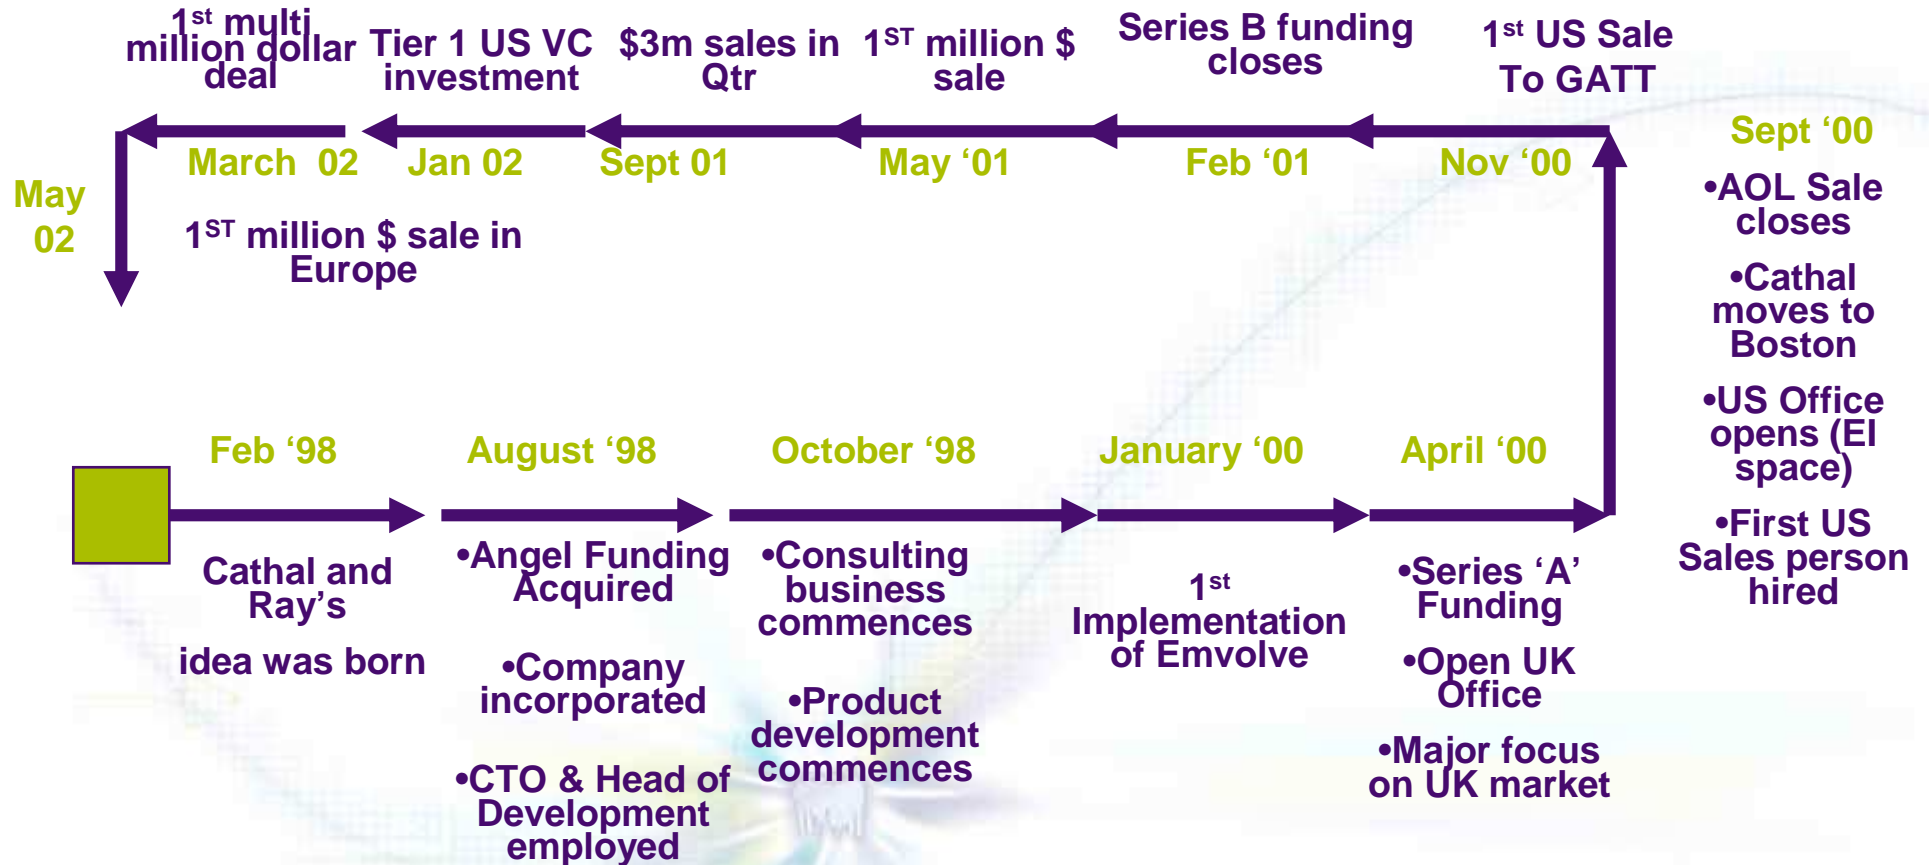 1st multi
million dollar
deal
Tier 1 US VC
investment
$3m sales in
Qtr
1ST million $
sale
Series B funding
closes
1st US Sale
To GATT
March 02
Jan 02
Sept 01
May ‘01
Feb ‘01
Nov ‘00
Sept ‘00
•AOL Sale
closes
•Cathal
moves to
Boston
•US Office
opens (EI
space)
•First US
Sales person
hired
May
02
1ST million $ sale in
Europe
Feb ‘98
August ‘98
October ‘98
January ‘00
April ‘00
Cathal and
Ray’s
idea was born
•Angel Funding
Acquired
•Company
incorporated
•CTO & Head of
Development
employed
•Consulting
business
commences
•Product
development
commences
1st
Implementation
of Emvolve
•Series ‘A’
Funding
•Open UK
Office
•Major focus
on UK market